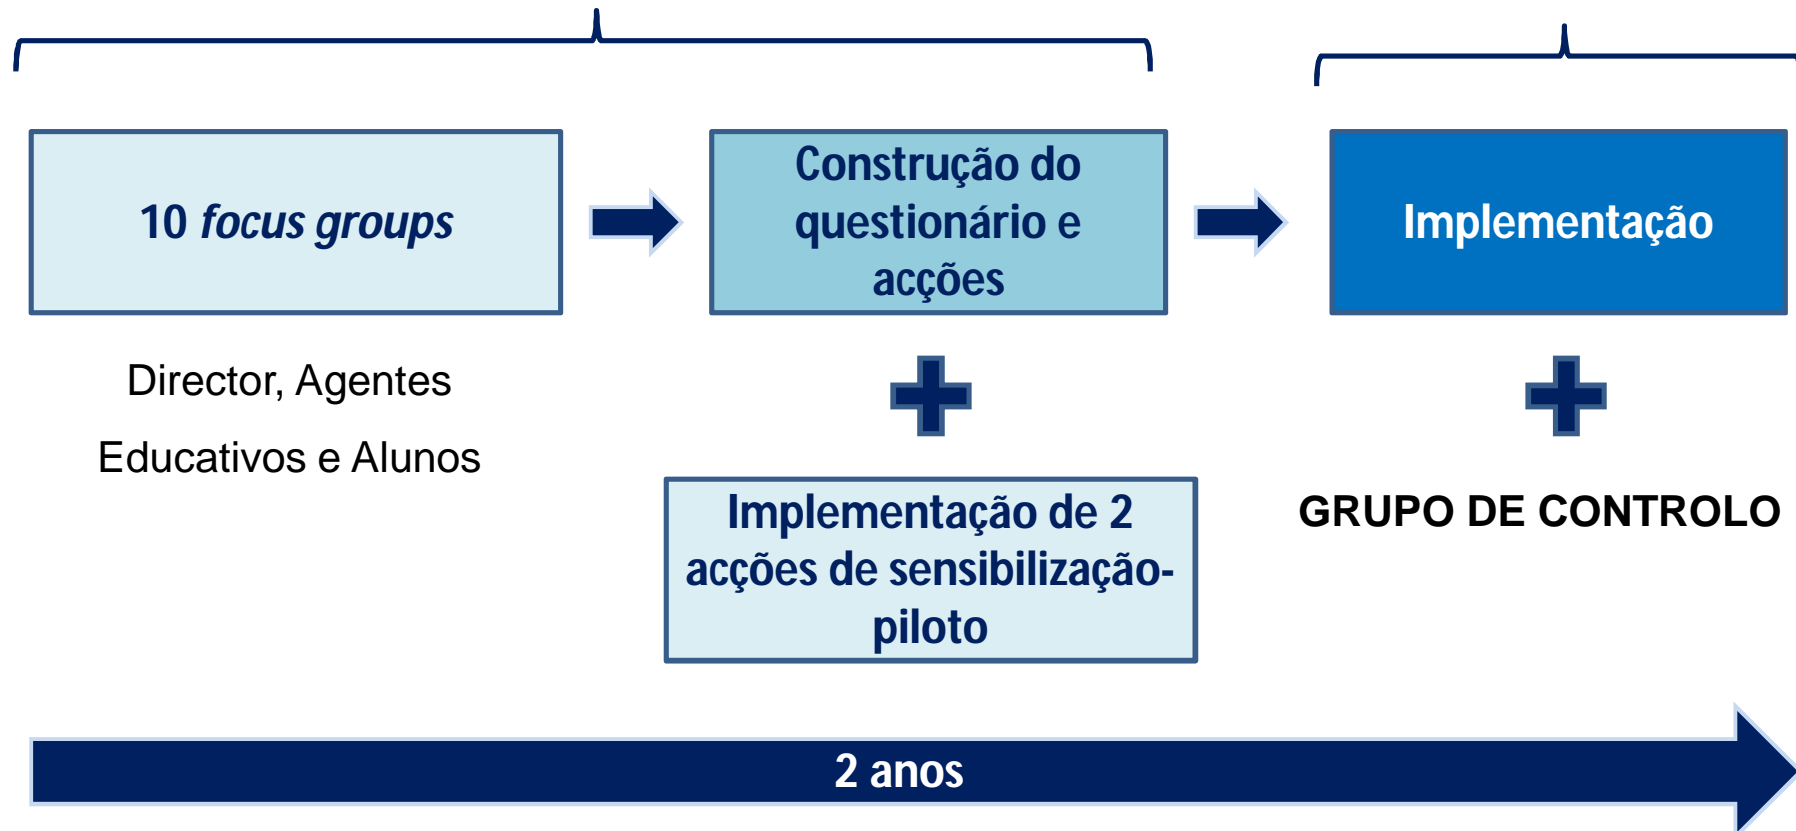 10 focus groups
Director, Agentes
Educativos e Alunos
Construção do
questionário e
acções
Implementação de 2
acções de sensibilização-
piloto
Implementação
GRUPO DE CONTROLO
2 anos